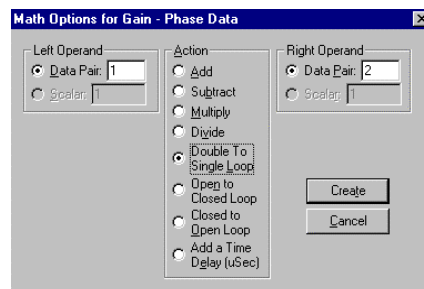 Math Options for Gain - Phase Data
Left Operand
Data Pair: 1
Scalar: 1
Action
Add
Subtract
Multiply
Divide
Double To
Single Loop
Open to
Closed Loop
Closed to
Open Loop
Add a Time
Delay (uSec)
Right Operand
Data Pair: 2
Scalar: 1
Create
Cancel